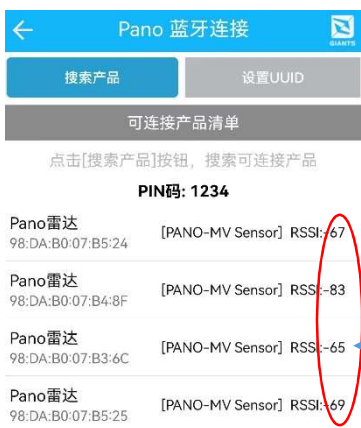 Pano 蓝牙连接
GIANTS
搜索产品 设置UUID
可连接产品清单
点击[搜索产品]按钮，搜索可连接产品
PIN码: 1234
Pano雷达
98:DA:B0:07:B5:24 [PANO-MV Sensor] RSSI:-67
Pano雷达
98:DA:B0:07:B4:8F [PANO-MV Sensor] RSSI:-83
Pano雷达
98:DA:B0:07:B3:6C [PANO-MV Sensor] RSSI:-65
Pano雷达
98:DA:B0:07:B5:25 [PANO-MV Sensor] RSSI:-69